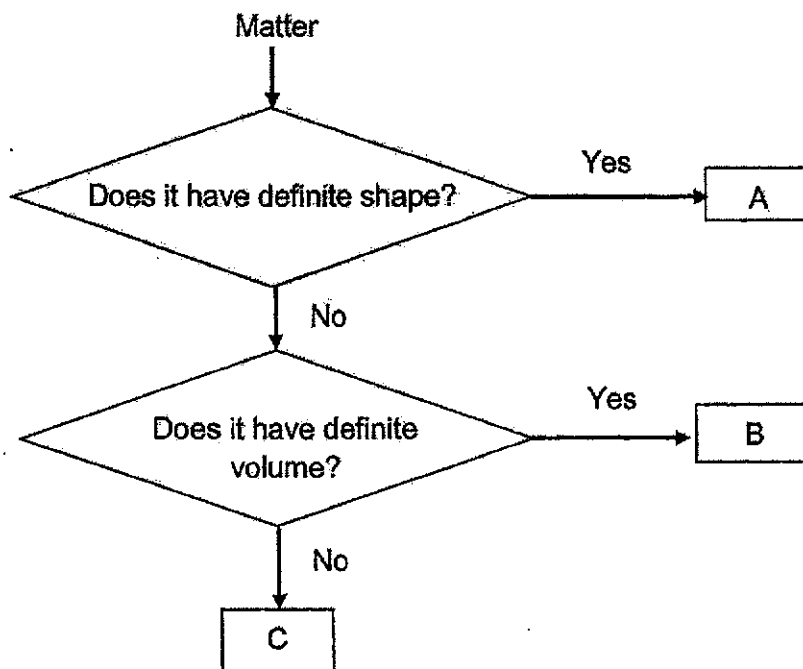 Matter
Does it have definite shape?
Yes
A
No
Does it have definite
volume?
Yes
B
No
C